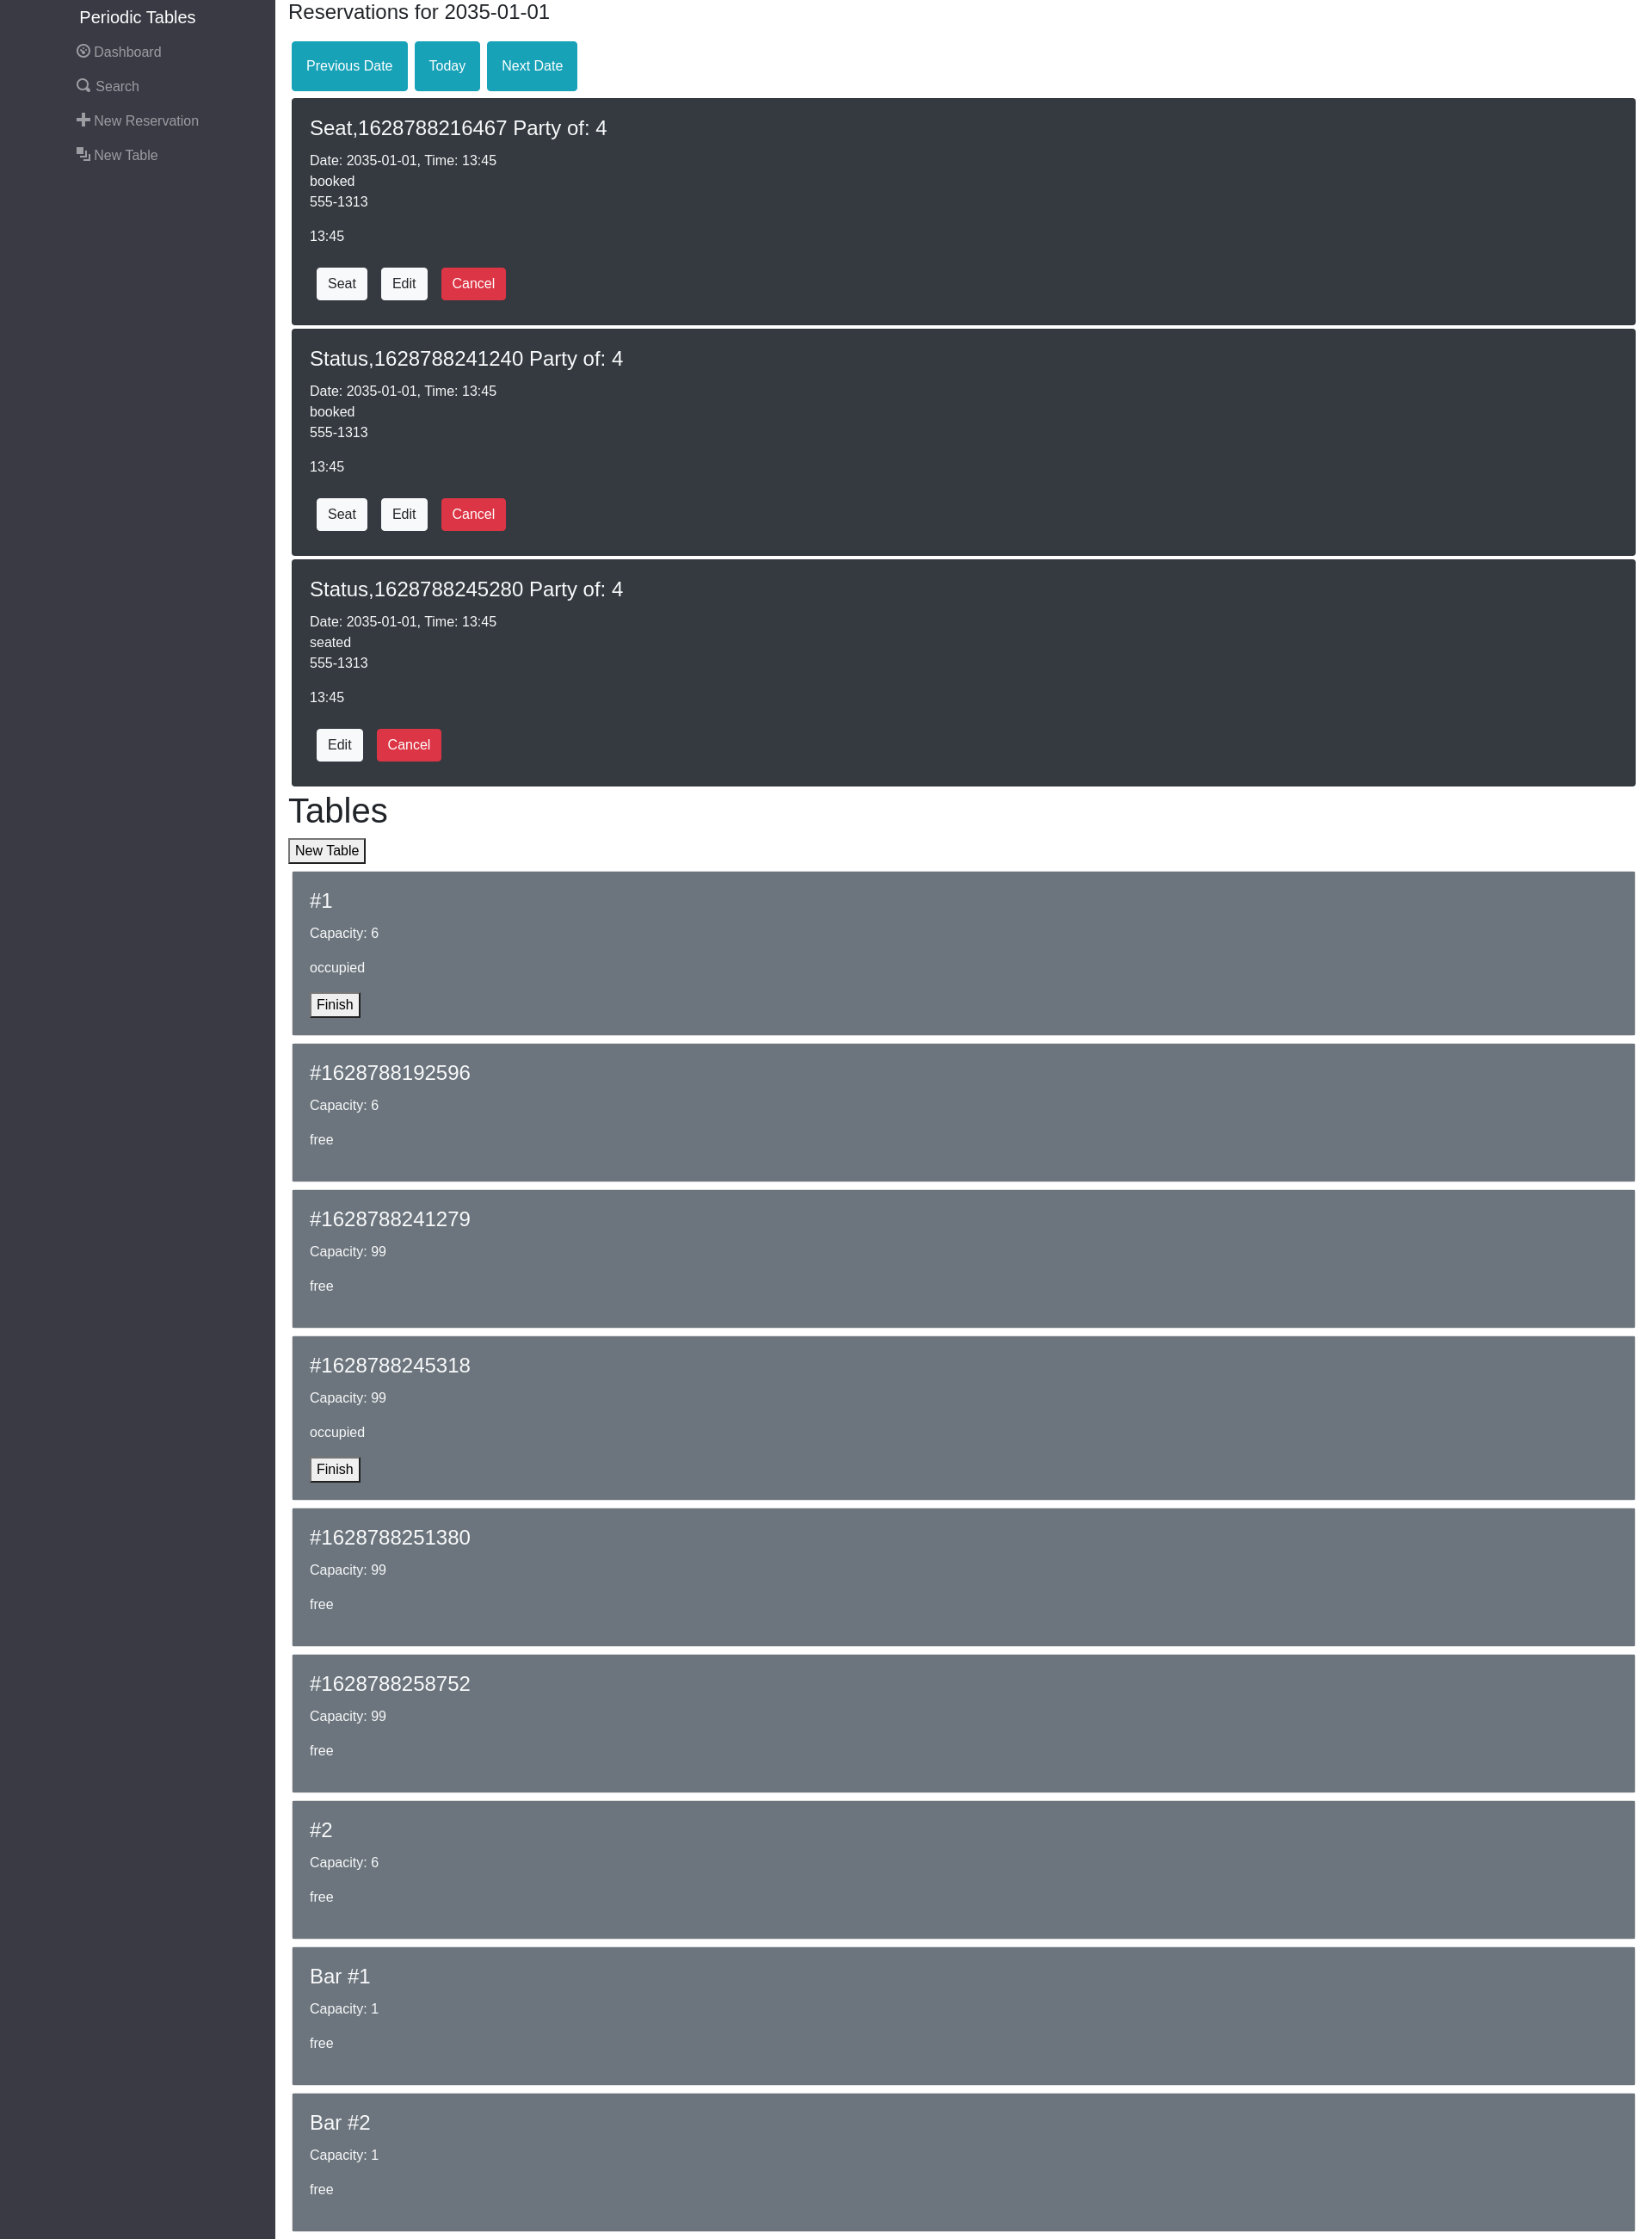 Periodic Tables
Dashboard
Search
New Reservation
New Table
Reservations for 2035-01-01
Previous Date
Today
Next Date
Seat,1628788216467 Party of: 4
Date: 2035-01-01, Time: 13:45
booked
555-1313
13:45
Seat
Edit
Cancel
Status,1628788241240 Party of: 4
Date: 2035-01-01, Time: 13:45
booked
555-1313
13:45
Seat
Edit
Cancel
Status,1628788245280 Party of: 4
Date: 2035-01-01, Time: 13:45
seated
555-1313
13:45
Edit
Cancel
Tables
New Table
#1
Capacity: 6
occupied
Finish
#1628788192596
Capacity: 6
free
#1628788241279
Capacity: 99
free
#1628788245318
Capacity: 99
occupied
Finish
#1628788251380
Capacity: 99
free
#1628788258752
Capacity: 99
free
#2
Capacity: 6
free
Bar #1
Capacity: 1
free
Bar #2
Capacity: 1
free